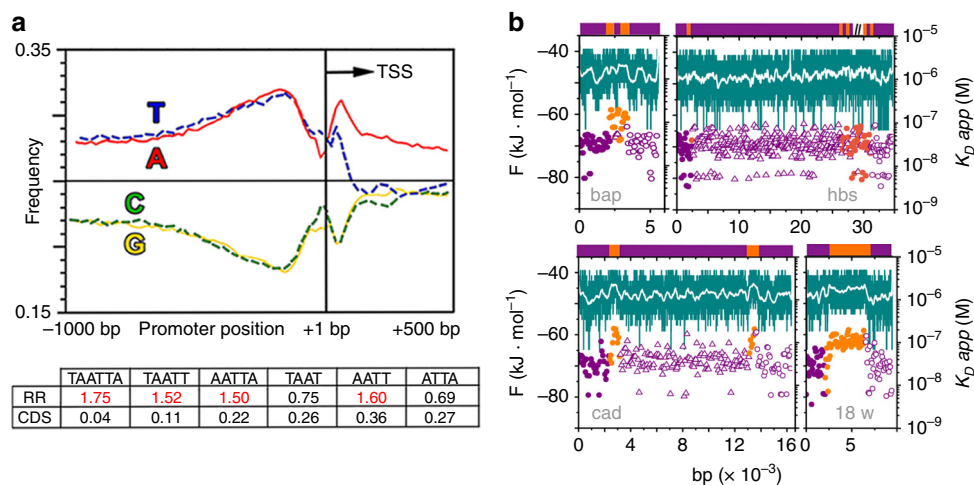 a
0.35
TSS
T
A
Frequency
C
G
0.15
−1000 bp Promoter position +1 bp +500 bp
TAATTA TAATT AATTA TAAT AATT ATTA
RR 1.75 1.52 1.50 0.75 1.60 0.69
CDS 0.04 0.11 0.22 0.26 0.36 0.27
b
F (kJ · mol⁻¹)
−40
−60
−80
bap
0 5
hbs
0 10 20 30
10⁻⁵
10⁻⁶
10⁻⁷
10⁻⁸
10⁻⁹
K_D app (M)
F (kJ · mol⁻¹)
−40
−60
−80
cad
0 4 8 12 16
18 w
0 5
10⁻⁵
10⁻⁶
10⁻⁷
10⁻⁸
10⁻⁹
K_D app (M)
bp (× 10⁻³)